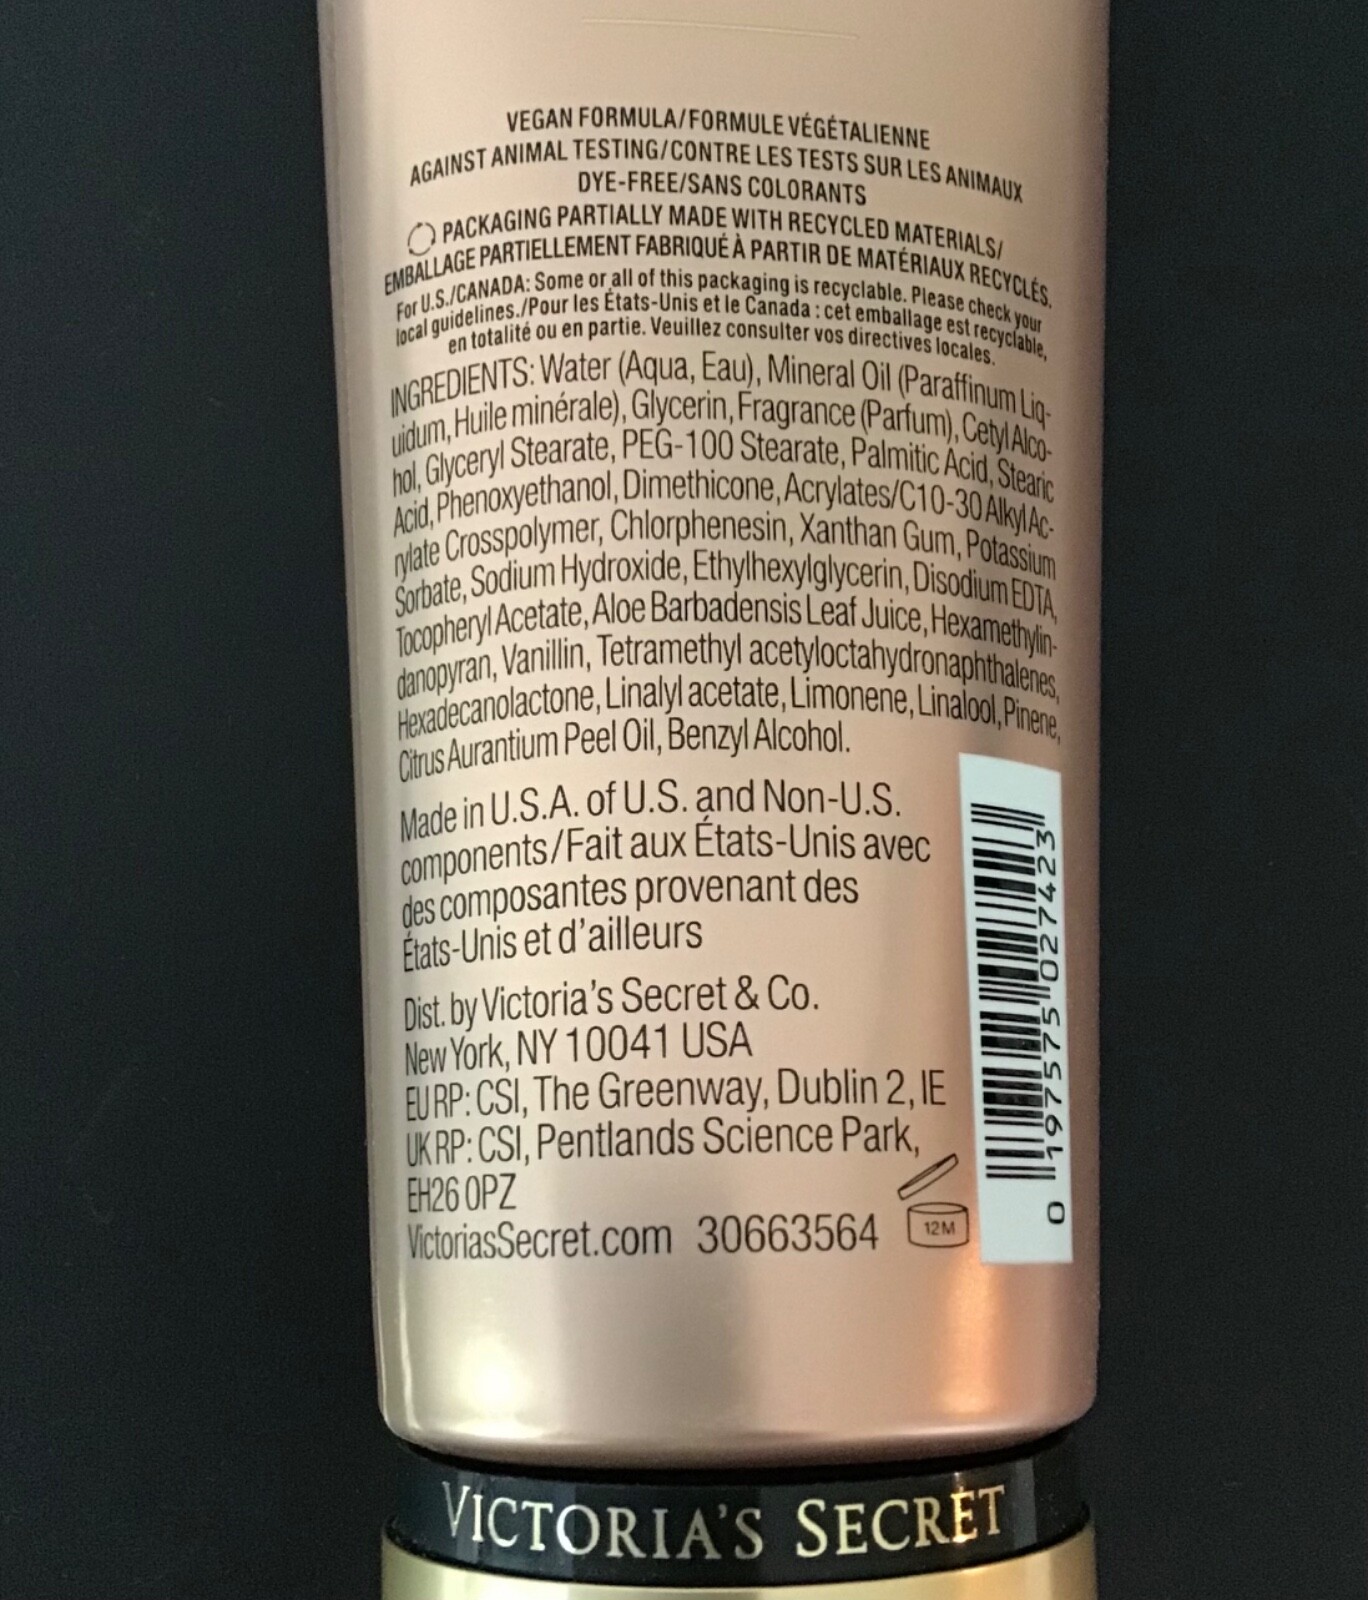 VEGAN FORMULA/FORMULE VÉGÉTALIENNE
AGAINST ANIMAL TESTING/CONTRE LES TESTS SUR LES ANIMAUX
DYE-FREE/SANS COLORANTS
PACKAGING PARTIALLY MADE WITH RECYCLED MATERIALS/
EMBALLAGE PARTIELLEMENT FABRIQUÉ À PARTIR DE MATÉRIAUX RECYCLÉS.
For U.S./CANADA: Some or all of this packaging is recyclable. Please check your
local guidelines./Pour les États-Unis et le Canada : cet emballage est recyclable,
en totalité ou en partie. Veuillez consulter vos directives locales.
INGREDIENTS: Water (Aqua, Eau), Mineral Oil (Paraffinum Liq-
uidum, Huile minérale), Glycerin, Fragrance (Parfum), Cetyl Alco-
hol, Glyceryl Stearate, PEG-100 Stearate, Palmitic Acid, Stearic
Acid, Phenoxyethanol, Dimethicone, Acrylates/C10-30 Alkyl Ac-
rylate Crosspolymer, Chlorphenesin, Xanthan Gum, Potassium
Sorbate, Sodium Hydroxide, Ethylhexylglycerin, Disodium EDTA,
Tocopheryl Acetate, Aloe Barbadensis Leaf Juice, Hexamethylin-
danopyran, Vanillin, Tetramethyl acetyloctahydronaphthalenes,
Hexadecanolactone, Linalyl acetate, Limonene, Linalool, Pinene,
Citrus Aurantium Peel Oil, Benzyl Alcohol.
Made in U.S.A. of U.S. and Non-U.S.
components/Fait aux États-Unis avec
des composantes provenant des
États-Unis et d'ailleurs
Dist. by Victoria's Secret & Co.
New York, NY 10041 USA
EU RP: CSI, The Greenway, Dublin 2, IE
UK RP: CSI, Pentlands Science Park,
EH26 0PZ
VictoriasSecret.com 30663564
12M
0 197575 027423
VICTORIA'S SECRET